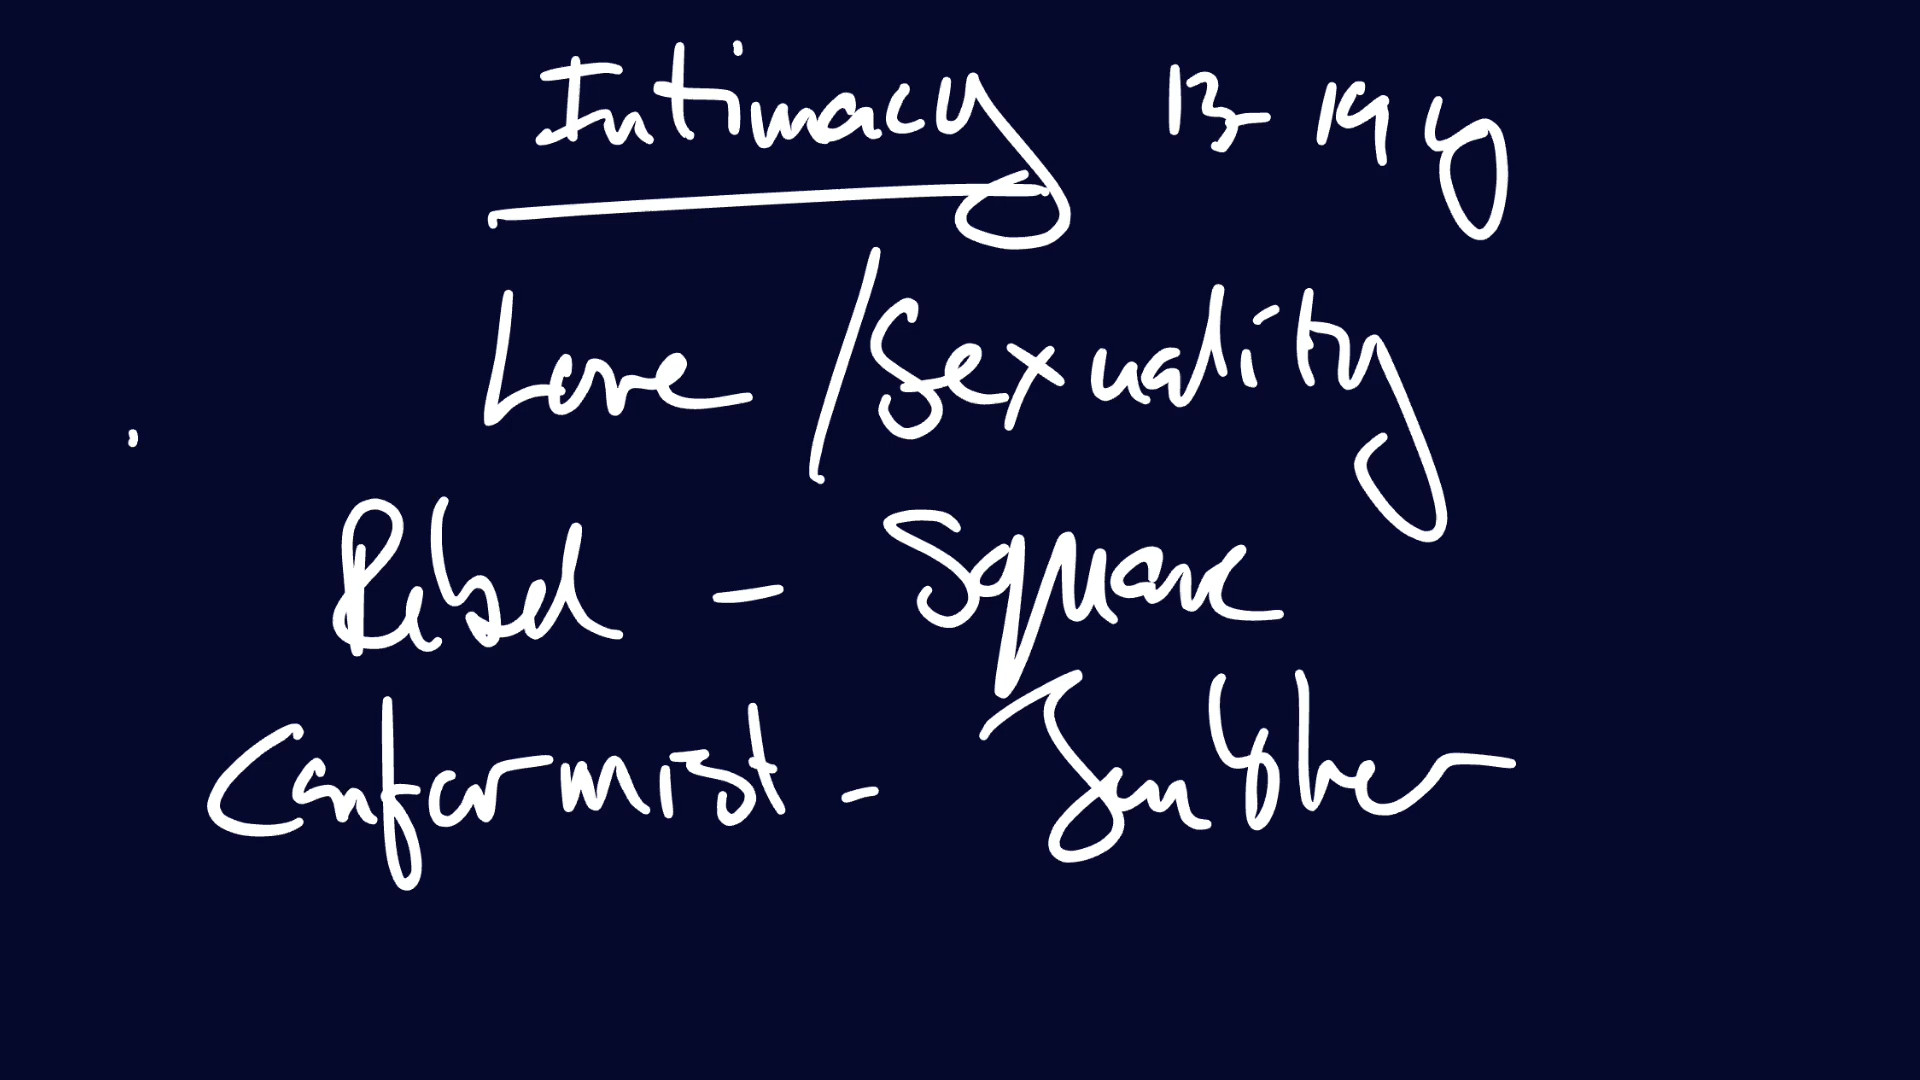 Intimacy 13-19 y
Love / Sexuality
Rebel - Square
Conformist -